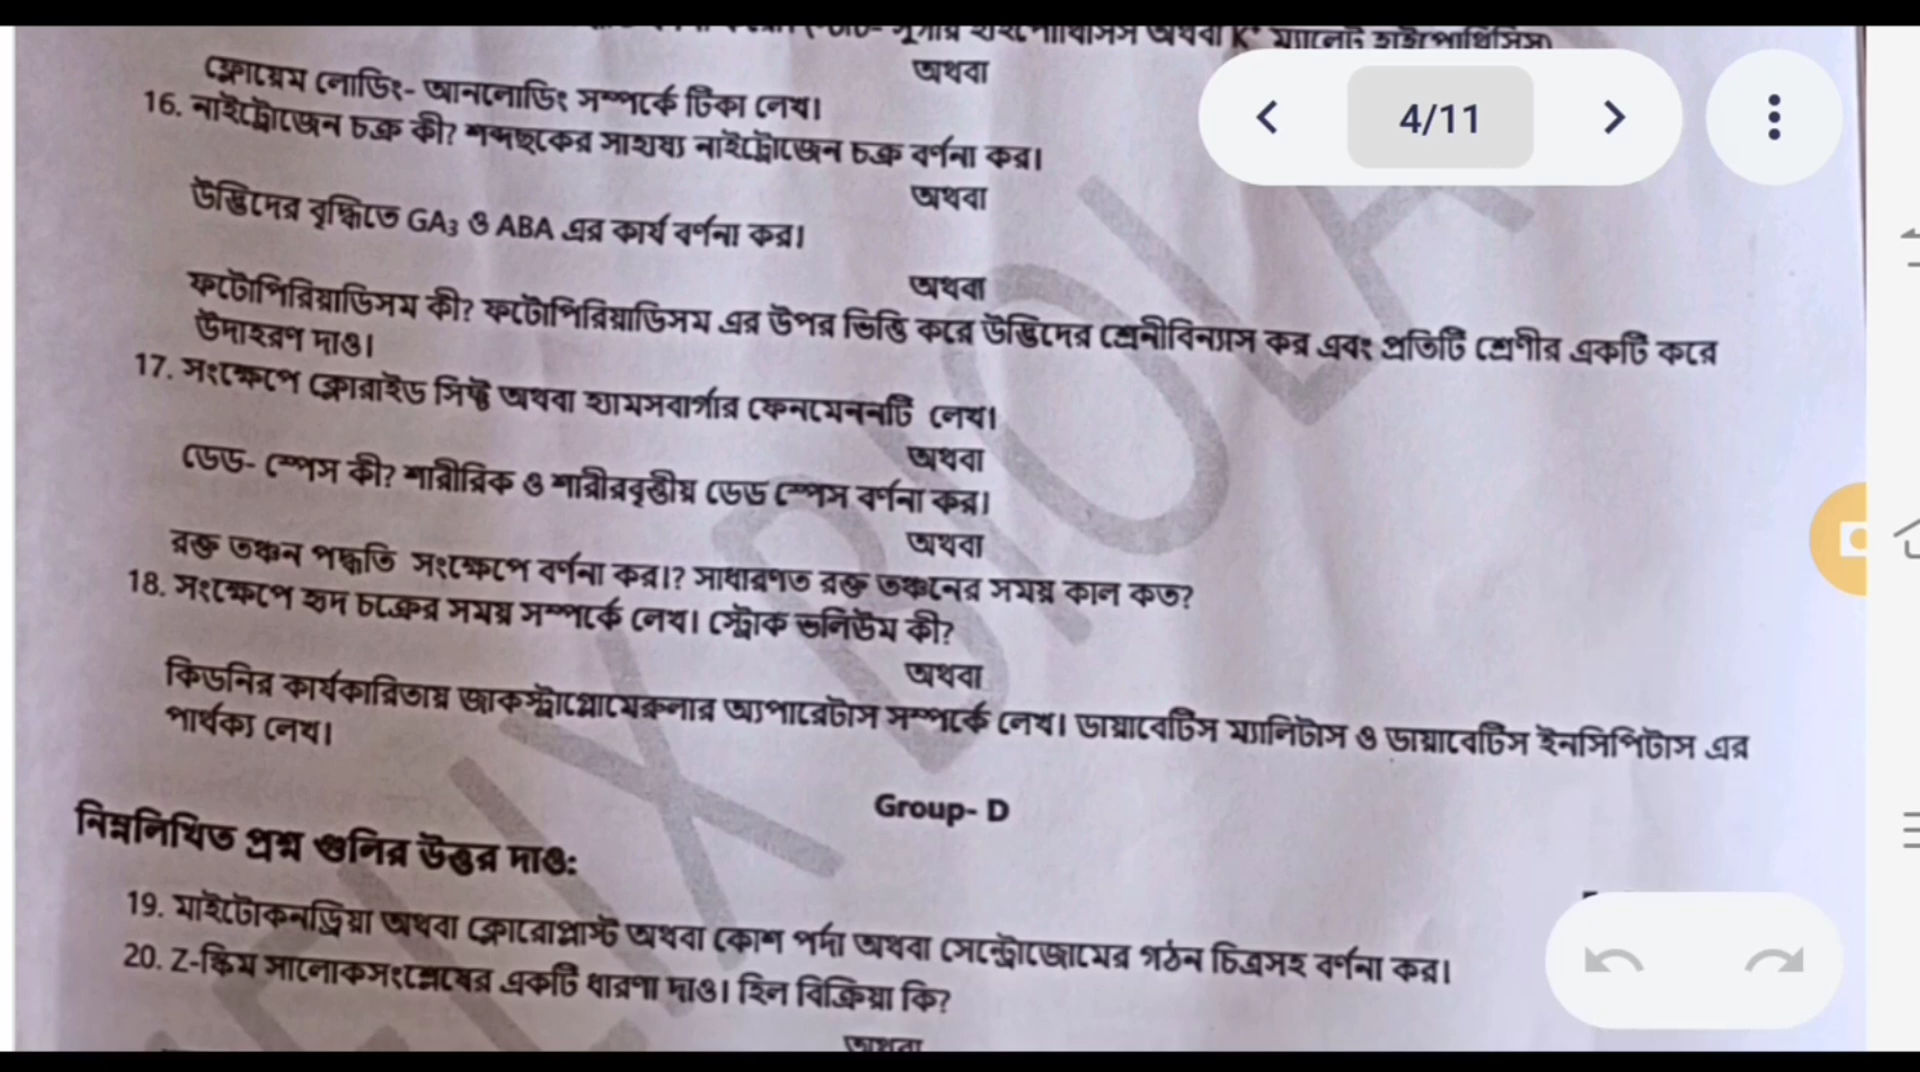 সুগার হাইপোথিসিস অথবা K⁺ ম্যালেট হাইপোথিসিস)
অথবা
ফ্লোয়েম লোডিং- আনলোডিং সম্পর্কে টিকা লেখ।
16. নাইট্রোজেন চক্র কী? শব্দছকের সাহায্য নাইট্রোজেন চক্র বর্ণনা কর।
অথবা
উদ্ভিদের বৃদ্ধিতে GA₃ ও ABA এর কার্য বর্ণনা কর।
অথবা
ফটোপিরিয়াডিসম কী? ফটোপিরিয়াডিসম এর উপর ভিত্তি করে উদ্ভিদের শ্রেনীবিন্যাস কর এবং প্রতিটি শ্রেণীর একটি করে
উদাহরণ দাও।
17. সংক্ষেপে ক্লোরাইড সিফ্ট অথবা হ্যামসবার্গার ফেনমেননটি লেখ।
অথবা
ডেড- স্পেস কী? শারীরিক ও শারীরবৃত্তীয় ডেড স্পেস বর্ণনা কর।
অথবা
রক্ত তঞ্চন পদ্ধতি সংক্ষেপে বর্ণনা কর।? সাধারণত রক্ত তঞ্চনের সময় কাল কত?
18. সংক্ষেপে হৃদ চক্রের সময় সম্পর্কে লেখ। স্ট্রোক ভলিউম কী?
অথবা
কিডনির কার্যকারিতায় জাকস্ট্রাগ্লোমেরুলার অ্যপারেটাস সম্পর্কে লেখ। ডায়াবেটিস ম্যালিটাস ও ডায়াবেটিস ইনসিপিটাস এর
পার্থক্য লেখ।
Group- D
নিম্নলিখিত প্রশ্ন গুলির উত্তর দাও:
19. মাইটোকনড্রিয়া অথবা ক্লোরোপ্লাস্ট অথবা কোশ পর্দা অথবা সেন্ট্রোজোমের গঠন চিত্রসহ বর্ণনা কর।
20. Z-স্কিম সালোকসংশ্লেষের একটি ধারণা দাও। হিল বিক্রিয়া কি?
অথবা
4/11